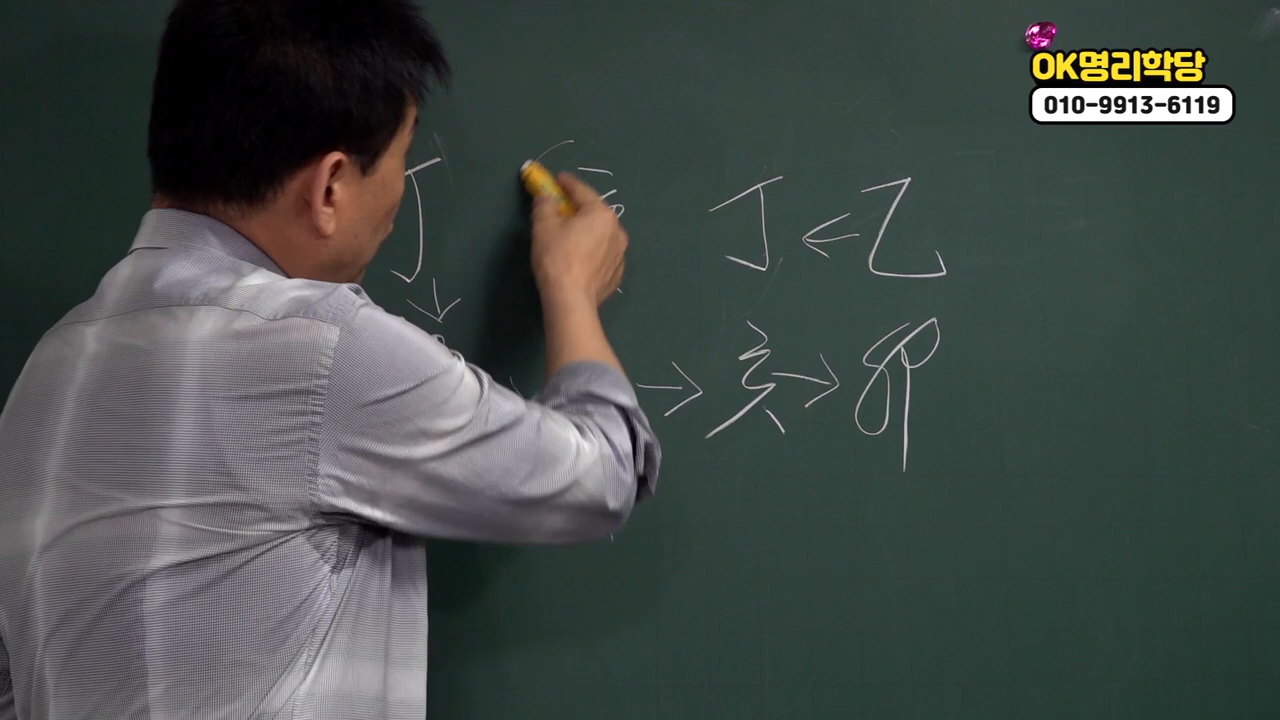 OK명리학당
010-9913-6119
丁 丁 ← 乙
↓
→ 亥 → 卯